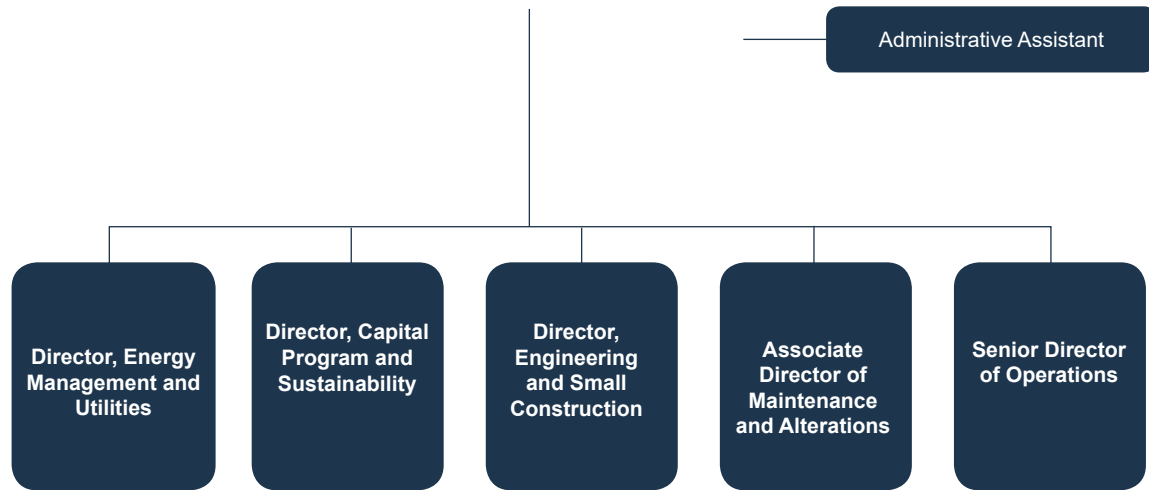 Administrative Assistant
Director, Energy
Management and
Utilities
Director, Capital
Program and
Sustainability
Director,
Engineering
and Small
Construction
Associate
Director of
Maintenance
and Alterations
Senior Director
of Operations